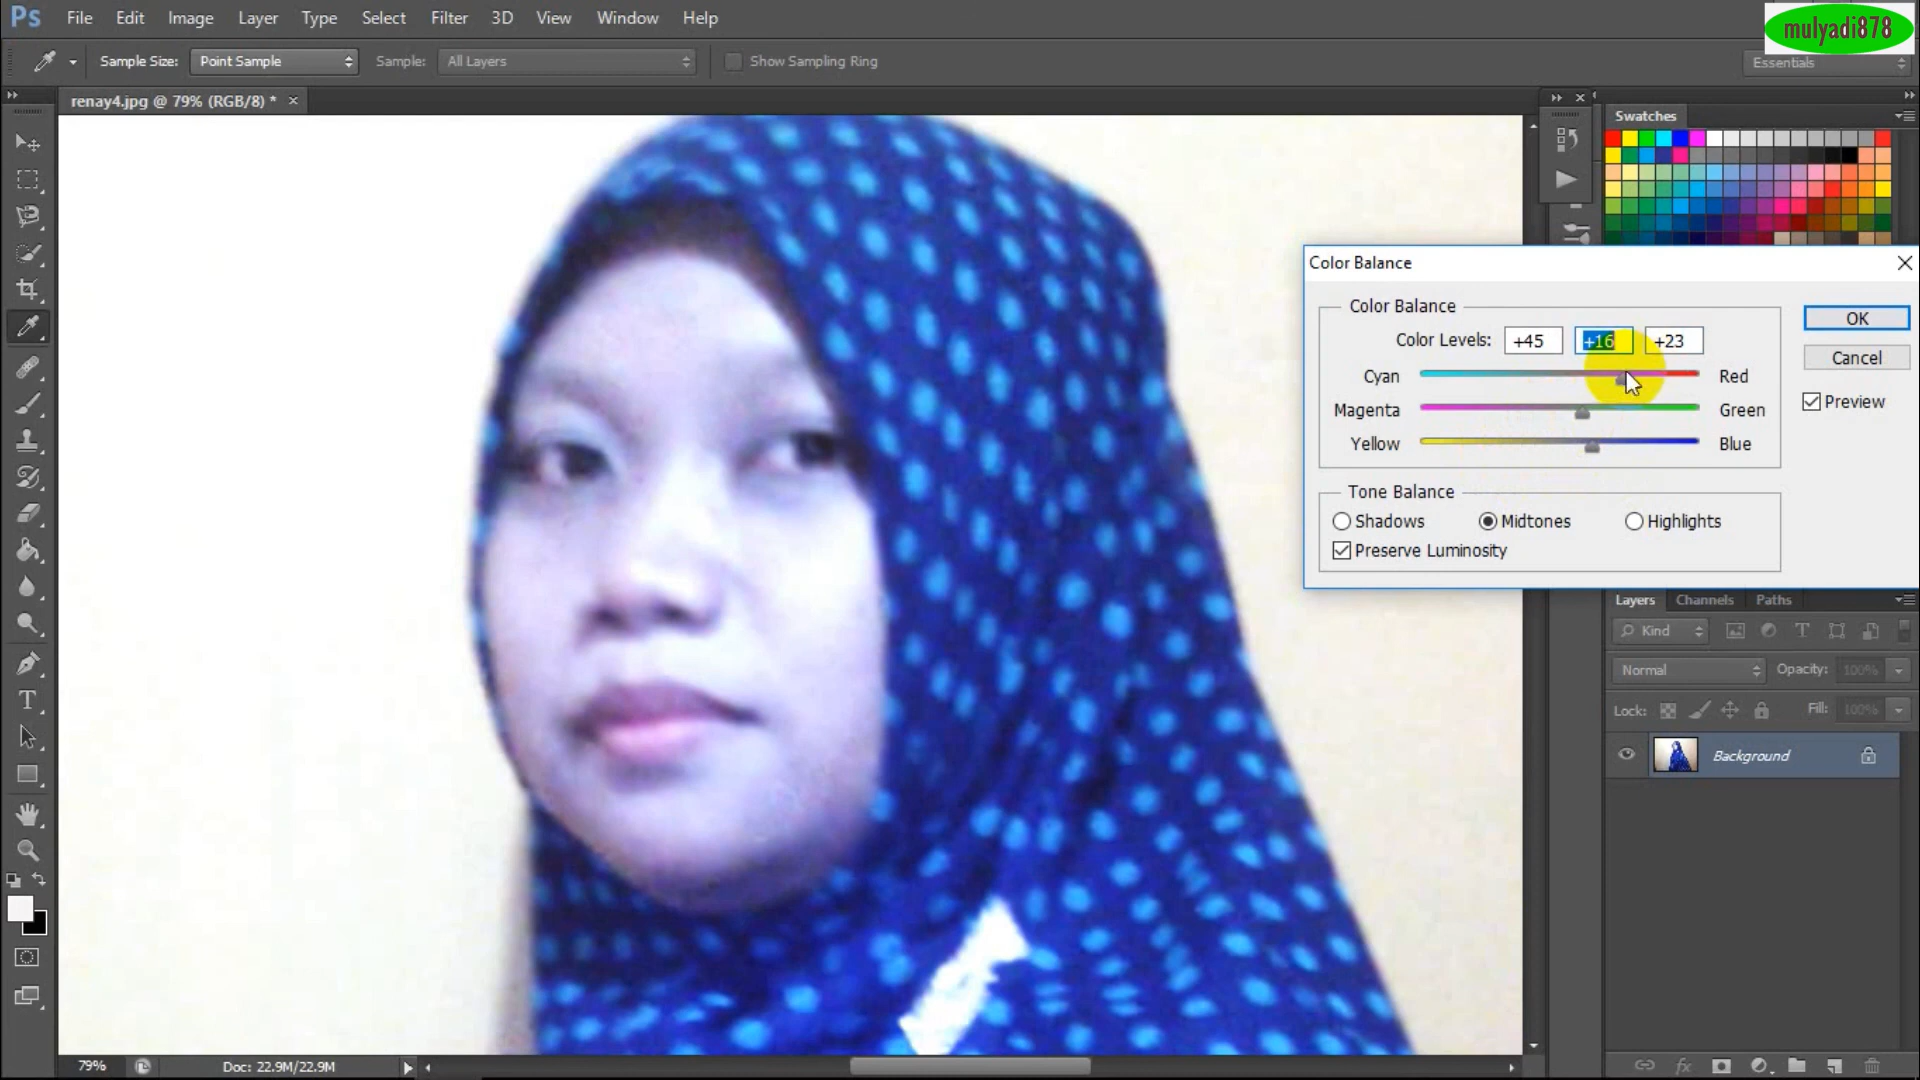 Ps File Edit Image Layer Type Select Filter 3D View Window Help
mulyadi878
Sample Size: Point Sample Sample: All Layers Show Sampling Ring
Essentials
renay4.jpg @ 79% (RGB/8) * ×
Swatches
Color Balance
Color Balance
Color Levels: +45 +16 +23
Cyan Red
Magenta Green
Yellow Blue
OK
Cancel
Preview
Tone Balance
Shadows Midtones Highlights
Preserve Luminosity
Layers Channels Paths
Kind
Normal Opacity: 100%
Lock: Fill: 100%
Background
79% Doc: 22.9M/22.9M